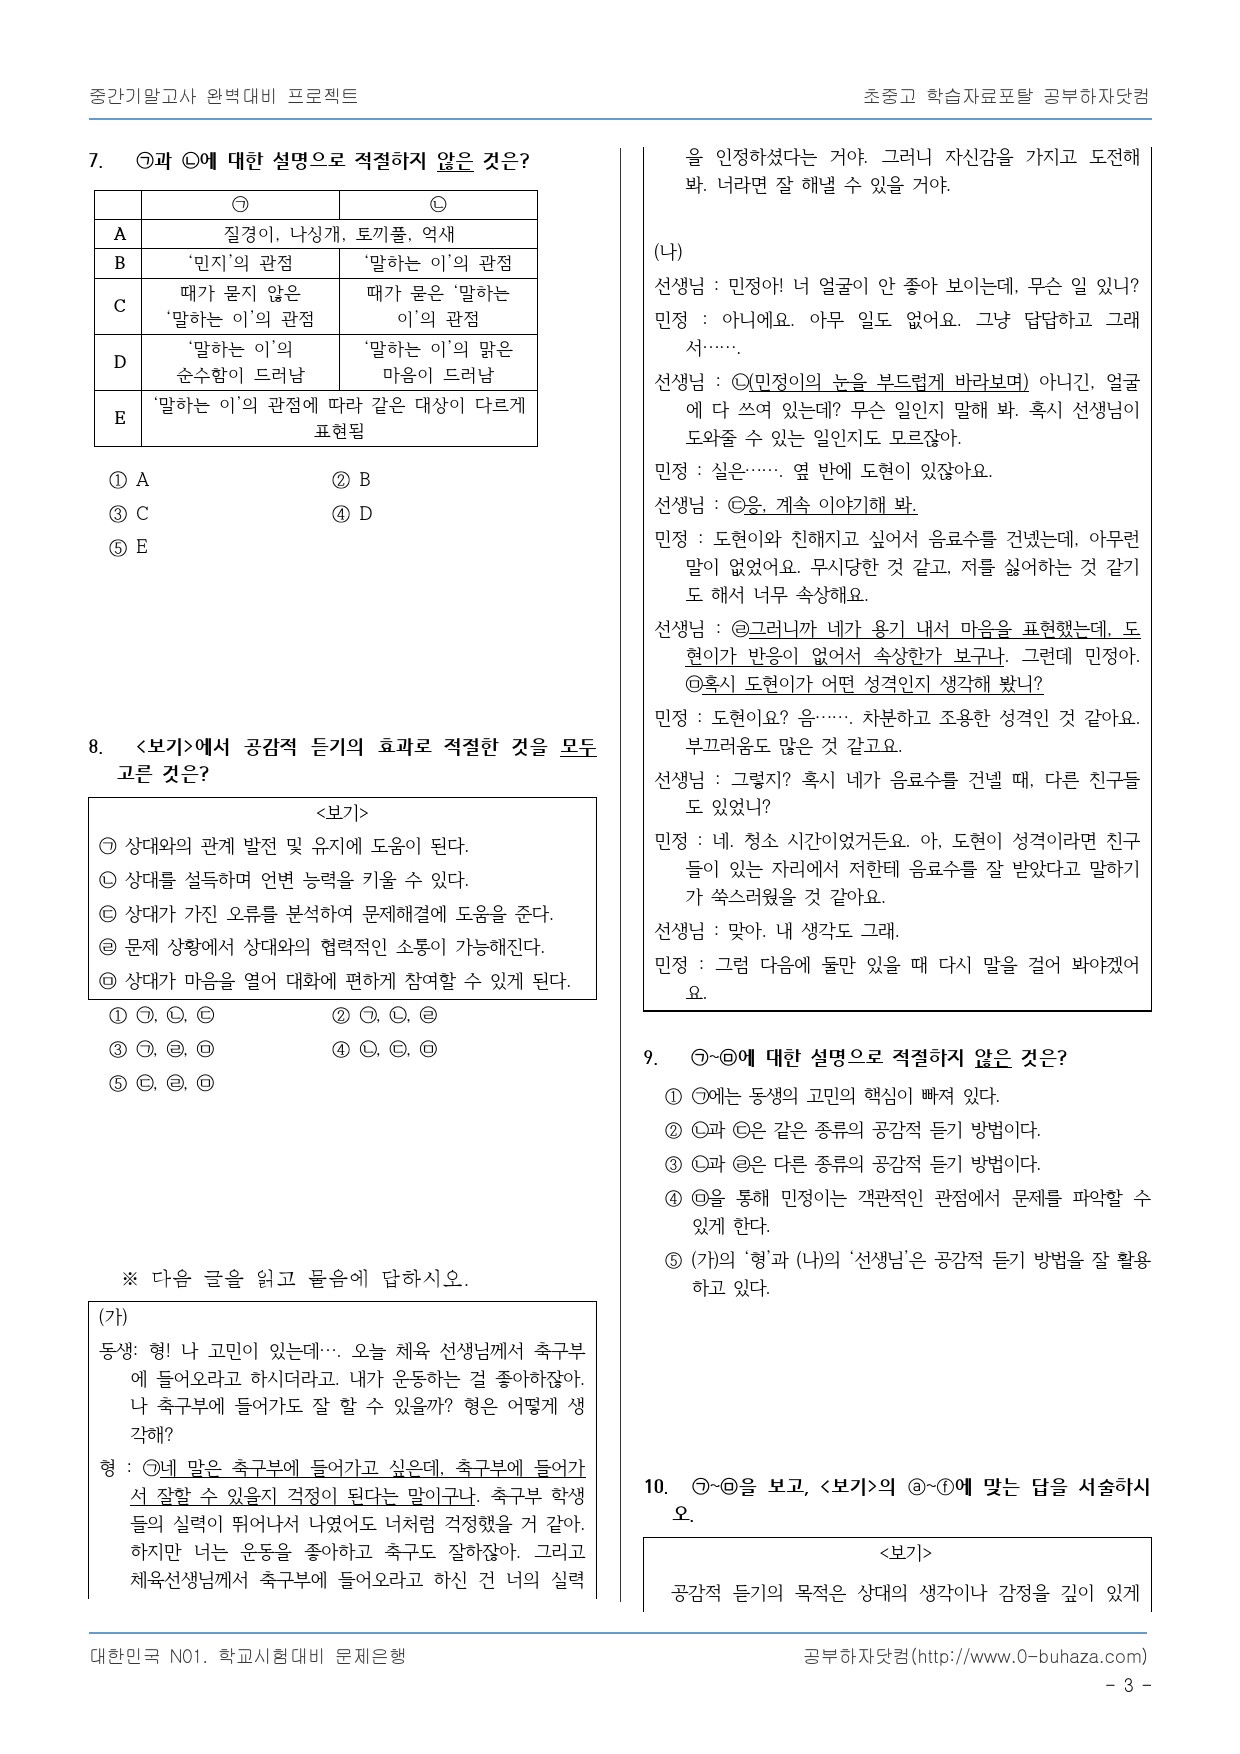 중간기말고사 완벽대비 프로젝트
초중고 학습자료포탈 공부하자닷컴
7. ㉠과 ㉡에 대한 설명으로 적절하지 않은 것은?
㉠ ㉡
A 질경이, 나싱개, 토끼풀, 억새
B ‘민지’의 관점 ‘말하는 이’의 관점
C 때가 묻지 않은 ‘말하는 이’의 관점 때가 묻은 ‘말하는 이’의 관점
D ‘말하는 이’의 순수함이 드러남 ‘말하는 이’의 맑은 마음이 드러남
E ‘말하는 이’의 관점에 따라 같은 대상이 다르게 표현됨
① A ② B
③ C ④ D
⑤ E
8. <보기>에서 공감적 듣기의 효과로 적절한 것을 모두
고른 것은?
<보기>
㉠ 상대와의 관계 발전 및 유지에 도움이 된다.
㉡ 상대를 설득하며 언변 능력을 키울 수 있다.
㉢ 상대가 가진 오류를 분석하여 문제해결에 도움을 준다.
㉣ 문제 상황에서 상대와의 협력적인 소통이 가능해진다.
㉤ 상대가 마음을 열어 대화에 편하게 참여할 수 있게 된다.
① ㉠, ㉡, ㉢ ② ㉠, ㉡, ㉣
③ ㉠, ㉣, ㉤ ④ ㉡, ㉢, ㉤
⑤ ㉢, ㉣, ㉤
※ 다음 글을 읽고 물음에 답하시오.
(가)
동생: 형! 나 고민이 있는데…. 오늘 체육 선생님께서 축구부
에 들어오라고 하시더라고. 내가 운동하는 걸 좋아하잖아.
나 축구부에 들어가도 잘 할 수 있을까? 형은 어떻게 생
각해?
형 : ㉠네 말은 축구부에 들어가고 싶은데, 축구부에 들어가
서 잘할 수 있을지 걱정이 된다는 말이구나. 축구부 학생
들의 실력이 뛰어나서 나였어도 너처럼 걱정했을 거 같아.
하지만 너는 운동을 좋아하고 축구도 잘하잖아. 그리고
체육선생님께서 축구부에 들어오라고 하신 건 너의 실력
을 인정하셨다는 거야. 그러니 자신감을 가지고 도전해
봐. 너라면 잘 해낼 수 있을 거야.
(나)
선생님 : 민정아! 너 얼굴이 안 좋아 보이는데, 무슨 일 있니?
민정 : 아니에요. 아무 일도 없어요. 그냥 답답하고 그래
서…….
선생님 : ㉡(민정이의 눈을 부드럽게 바라보며) 아니긴, 얼굴
에 다 쓰여 있는데? 무슨 일인지 말해 봐. 혹시 선생님이
도와줄 수 있는 일인지도 모르잖아.
민정 : 실은……. 옆 반에 도현이 있잖아요.
선생님 : ㉢응, 계속 이야기해 봐.
민정 : 도현이와 친해지고 싶어서 음료수를 건넸는데, 아무런
말이 없었어요. 무시당한 것 같고, 저를 싫어하는 것 같기
도 해서 너무 속상해요.
선생님 : ㉣그러니까 네가 용기 내서 마음을 표현했는데, 도
현이가 반응이 없어서 속상한가 보구나. 그런데 민정아.
㉤혹시 도현이가 어떤 성격인지 생각해 봤니?
민정 : 도현이요? 음……. 차분하고 조용한 성격인 것 같아요.
부끄러움도 많은 것 같고요.
선생님 : 그렇지? 혹시 네가 음료수를 건넬 때, 다른 친구들
도 있었니?
민정 : 네. 청소 시간이었거든요. 아, 도현이 성격이라면 친구
들이 있는 자리에서 저한테 음료수를 잘 받았다고 말하기
가 쑥스러웠을 것 같아요.
선생님 : 맞아. 내 생각도 그래.
민정 : 그럼 다음에 둘만 있을 때 다시 말을 걸어 봐야겠어
요.
9. ㉠~㉤에 대한 설명으로 적절하지 않은 것은?
① ㉠에는 동생의 고민의 핵심이 빠져 있다.
② ㉡과 ㉢은 같은 종류의 공감적 듣기 방법이다.
③ ㉡과 ㉣은 다른 종류의 공감적 듣기 방법이다.
④ ㉤을 통해 민정이는 객관적인 관점에서 문제를 파악할 수
있게 한다.
⑤ (가)의 ‘형’과 (나)의 ‘선생님’은 공감적 듣기 방법을 잘 활용
하고 있다.
10. ㉠~㉤을 보고, <보기>의 ⓐ~ⓕ에 맞는 답을 서술하시
오.
<보기>
공감적 듣기의 목적은 상대의 생각이나 감정을 깊이 있게
대한민국 N01. 학교시험대비 문제은행
공부하자닷컴(http://www.0-buhaza.com)
- 3 -